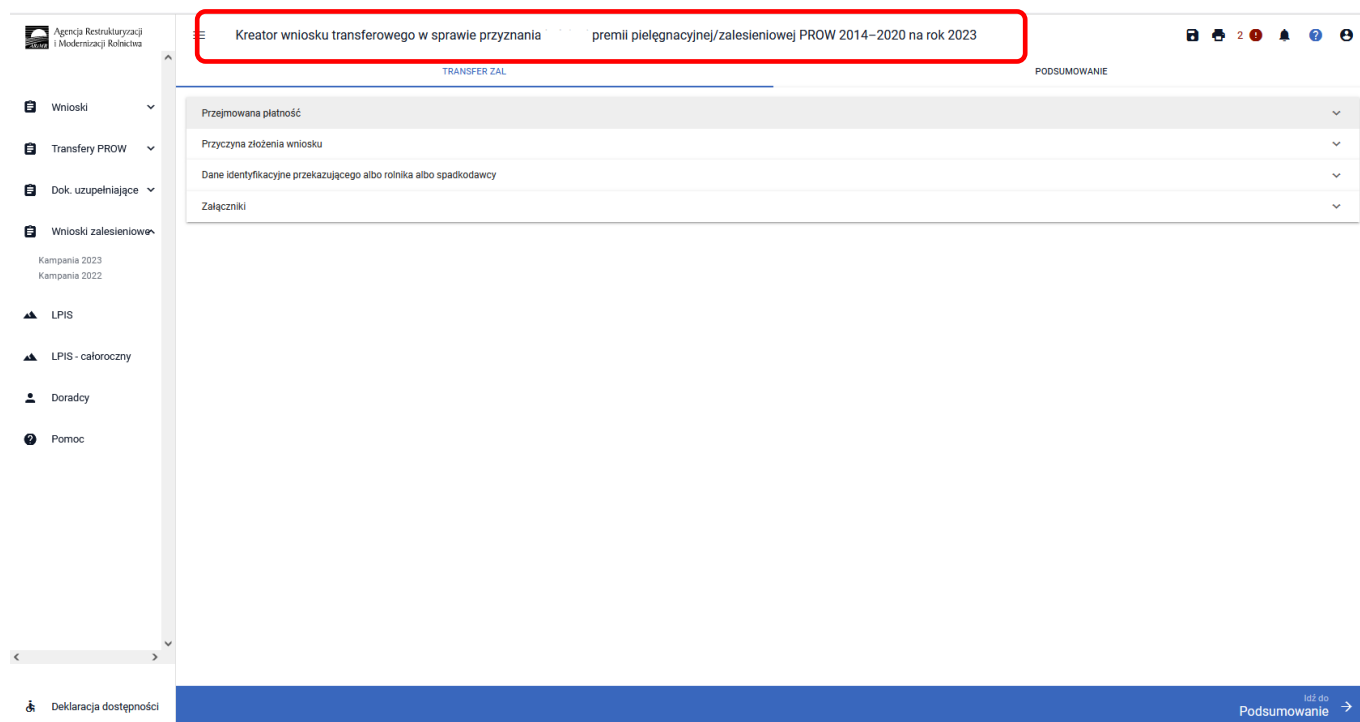 Agencja Restrukturyzacji
i Modernizacji Rolnictwa
Kreator wniosku transferowego w sprawie przyznania premii pielęgnacyjnej/zalesieniowej PROW 2014–2020 na rok 2023
2
TRANSFER ZAL
PODSUMOWANIE
Wnioski
Transfery PROW
Dok. uzupełniające
Wnioski zalesieniowe
Kampania 2023
Kampania 2022
LPIS
LPIS - całoroczny
Doradcy
Pomoc
Deklaracja dostępności
Przejmowana płatność
Przyczyna złożenia wniosku
Dane identyfikacyjne przekazującego albo rolnika albo spadkodawcy
Załączniki
Idź do
Podsumowanie